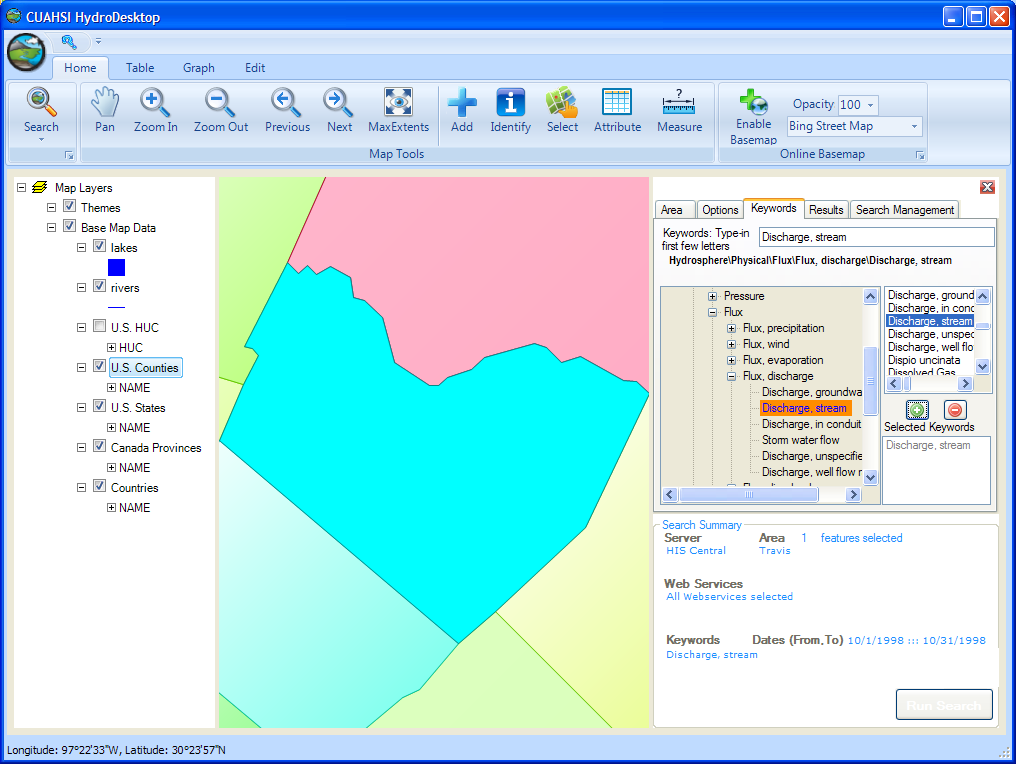 CUAHSI HydroDesktop
Home Table Graph Edit
Search Pan Zoom In Zoom Out Previous Next MaxExtents Add Identify Select Attribute Measure Enable Basemap
Opacity 100
Bing Street Map
Map Tools Online Basemap
Map Layers
Themes
Base Map Data
lakes
rivers
U.S. HUC
HUC
U.S. Counties
NAME
U.S. States
NAME
Canada Provinces
NAME
Countries
NAME
Area Options Keywords Results Search Management
Keywords: Type-in
first few letters
Discharge, stream
Hydrosphere\Physical\Flux\Flux, discharge\Discharge, stream
Pressure
Flux
Flux, precipitation
Flux, wind
Flux, evaporation
Flux, discharge
Discharge, groundwa
Discharge, stream
Discharge, in conduit
Storm water flow
Discharge, unspecifie
Discharge, well flow r
Discharge, ground
Discharge, in conc
Discharge, stream
Discharge, unspec
Discharge, well flo
Dispio uncinata
Dissolved Gas
Selected Keywords
Discharge, stream
Search Summary
Server Area 1 features selected
HIS Central Travis
Web Services
All Webservices selected
Keywords Dates (From,To) 10/1/1998 ::: 10/31/1998
Discharge, stream
Run Search
Longitude: 97°22'33"W, Latitude: 30°23'57"N